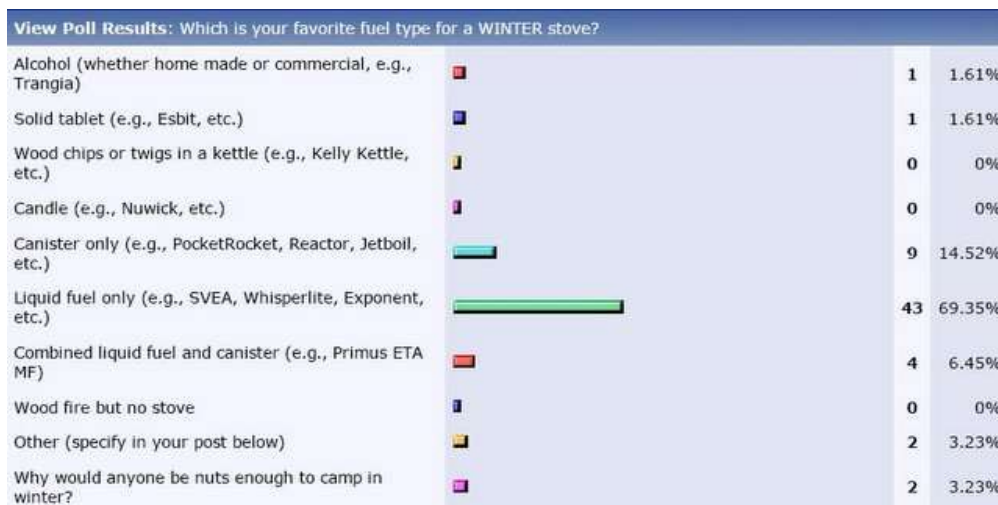 View Poll Results: Which is your favorite fuel type for a WINTER stove?
Alcohol (whether home made or commercial, e.g.,
Trangia)
1 1.61%
Solid tablet (e.g., Esbit, etc.) 1 1.61%
Wood chips or twigs in a kettle (e.g., Kelly Kettle,
etc.)
0 0%
Candle (e.g., Nuwick, etc.) 0 0%
Canister only (e.g., PocketRocket, Reactor, Jetboil,
etc.)
9 14.52%
Liquid fuel only (e.g., SVEA, Whisperlite, Exponent,
etc.)
43 69.35%
Combined liquid fuel and canister (e.g., Primus ETA
MF)
4 6.45%
Wood fire but no stove 0 0%
Other (specify in your post below) 2 3.23%
Why would anyone be nuts enough to camp in
winter?
2 3.23%